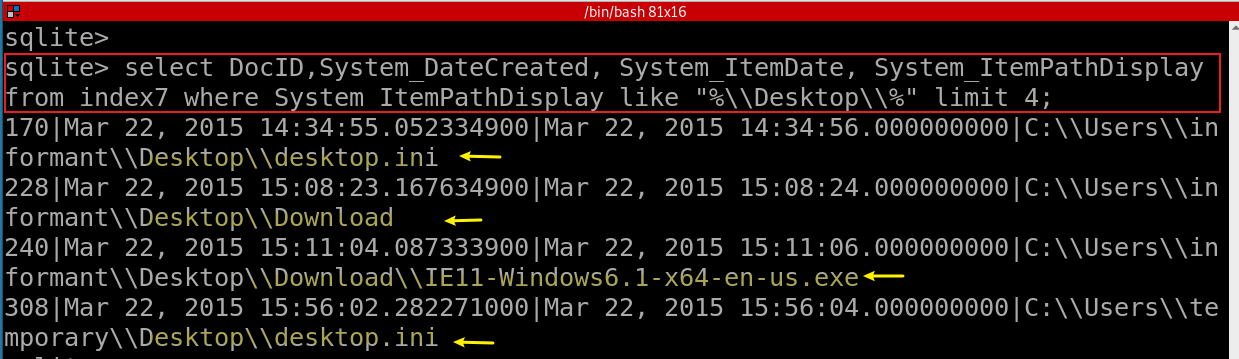 /bin/bash 81x16
sqlite>
sqlite> select DocID,System_DateCreated, System_ItemDate, System_ItemPathDisplay
from index7 where System ItemPathDisplay like "%\\Desktop\\%" limit 4;
170|Mar 22, 2015 14:34:55.052334900|Mar 22, 2015 14:34:56.000000000|C:\\Users\\in
formant\\Desktop\\desktop.ini
228|Mar 22, 2015 15:08:23.167634900|Mar 22, 2015 15:08:24.000000000|C:\\Users\\in
formant\\Desktop\\Download
240|Mar 22, 2015 15:11:04.087333900|Mar 22, 2015 15:11:06.000000000|C:\\Users\\in
formant\\Desktop\\Download\\IE11-Windows6.1-x64-en-us.exe
308|Mar 22, 2015 15:56:02.282271000|Mar 22, 2015 15:56:04.000000000|C:\\Users\\te
mporary\\Desktop\\desktop.ini